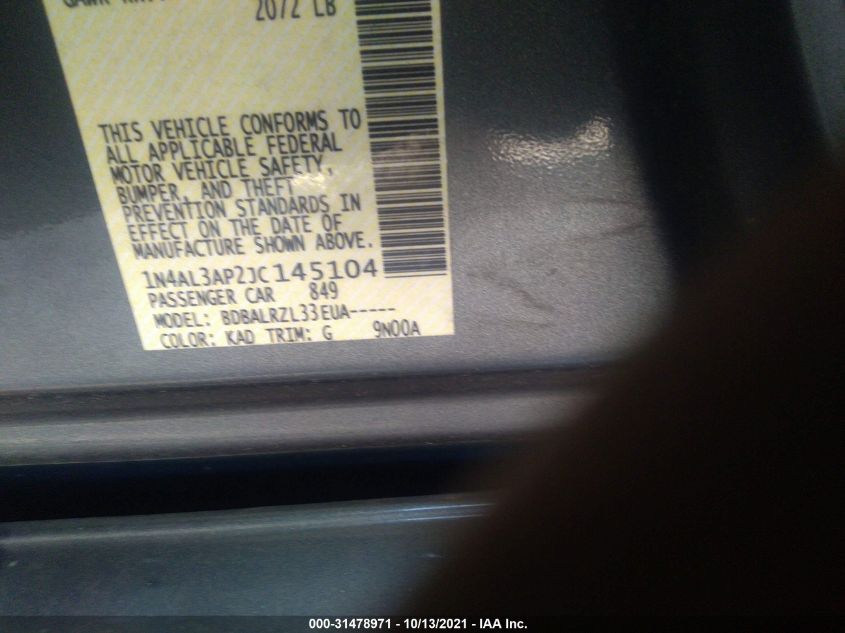 2072 LB
THIS VEHICLE CONFORMS TO
ALL APPLICABLE FEDERAL
MOTOR VEHICLE SAFETY,
BUMPER, AND THEFT
PREVENTION STANDARDS IN
EFFECT ON THE DATE OF
MANUFACTURE SHOWN ABOVE.
1N4AL3AP2JC145104
PASSENGER CAR 849
MODEL: BDBALRZL33EUA-----
COLOR: KAD TRIM: G 9N00A
000-31478971 - 10/13/2021 - IAA Inc.